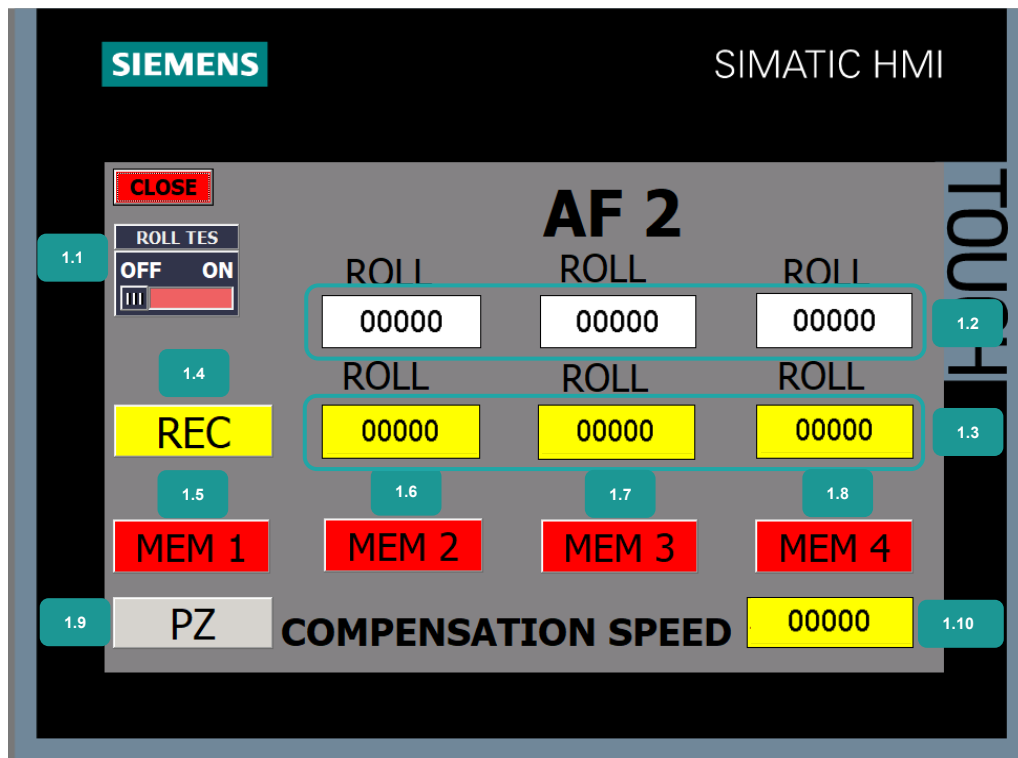 SIEMENS
SIMATIC HMI
TOUCH
CLOSE
AF 2
1.1
ROLL TES
OFF ON
ROLL ROLL ROLL
00000 00000 00000
1.2
1.4
ROLL ROLL ROLL
REC
00000 00000 00000
1.3
1.5 1.6 1.7 1.8
MEM 1 MEM 2 MEM 3 MEM 4
1.9
PZ COMPENSATION SPEED 00000
1.10